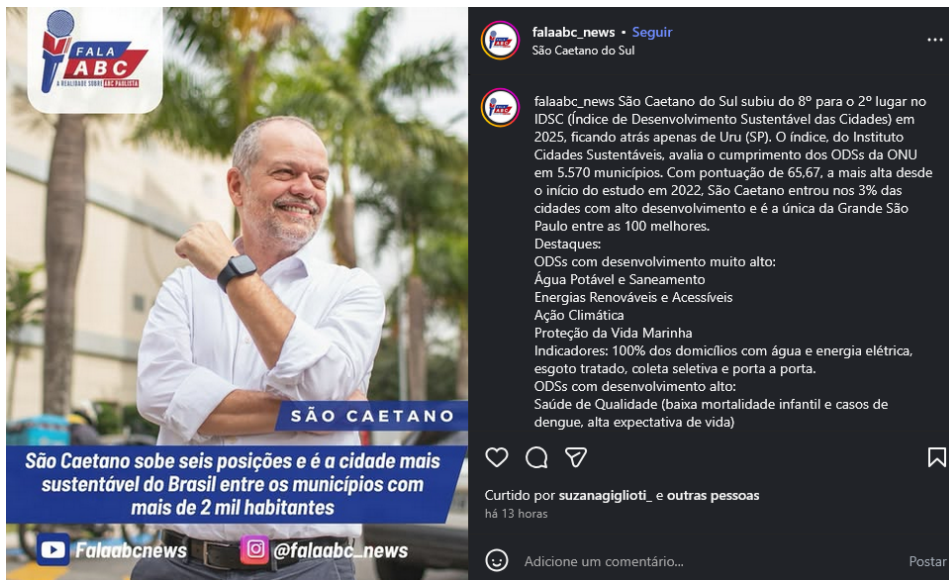 FALA
ABC
A REALIDADE SOBRE ABC PAULISTA
SÃO CAETANO
São Caetano sobe seis posições e é a cidade mais
sustentável do Brasil entre os municípios com
mais de 2 mil habitantes
Falaabcnews
@falaabc_news
falaabc_news • Seguir
São Caetano do Sul
falaabc_news São Caetano do Sul subiu do 8º para o 2º lugar no
IDSC (Índice de Desenvolvimento Sustentável das Cidades) em
2025, ficando atrás apenas de Uru (SP). O índice, do Instituto
Cidades Sustentáveis, avalia o cumprimento dos ODSs da ONU
em 5.570 municípios. Com pontuação de 65,67, a mais alta desde
o início do estudo em 2022, São Caetano entrou nos 3% das
cidades com alto desenvolvimento e é a única da Grande São
Paulo entre as 100 melhores.
Destaques:
ODSs com desenvolvimento muito alto:
Água Potável e Saneamento
Energias Renováveis e Acessíveis
Ação Climática
Proteção da Vida Marinha
Indicadores: 100% dos domicílios com água e energia elétrica,
esgoto tratado, coleta seletiva e porta a porta.
ODSs com desenvolvimento alto:
Saúde de Qualidade (baixa mortalidade infantil e casos de
dengue, alta expectativa de vida)
Curtido por suzanagiglioti_ e outras pessoas
há 13 horas
Adicione um comentário...
Postar